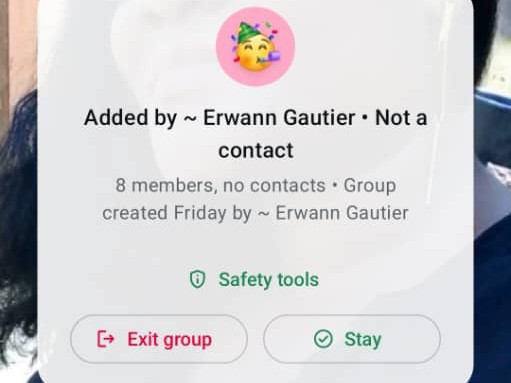 Added by ~ Erwann Gautier • Not a
contact
8 members, no contacts • Group
created Friday by ~ Erwann Gautier
Safety tools
Exit group
Stay